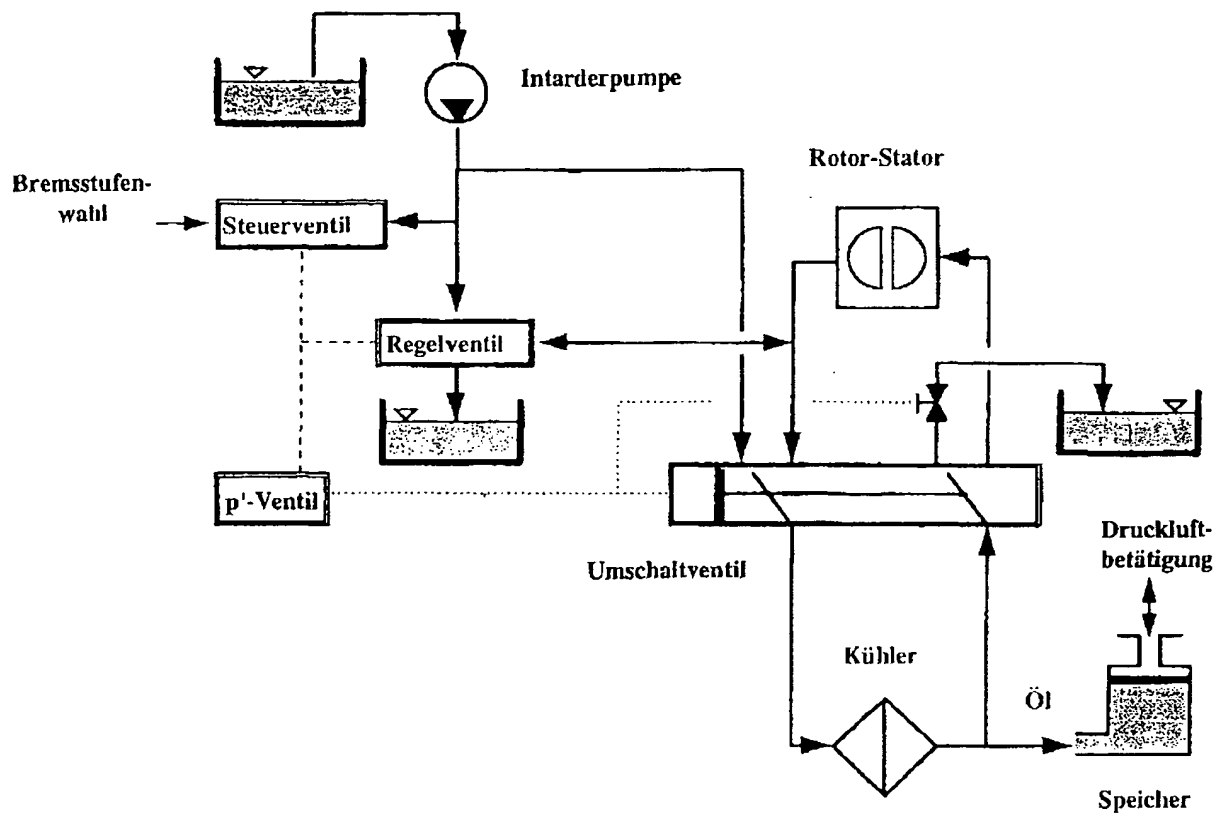 Intarderpumpe
Rotor-Stator
Bremsstufen-
wahl
Steuerventil
Regelventil
p'-Ventil
Umschaltventil
Druckluft-
betätigung
Kühler
Öl
Speicher